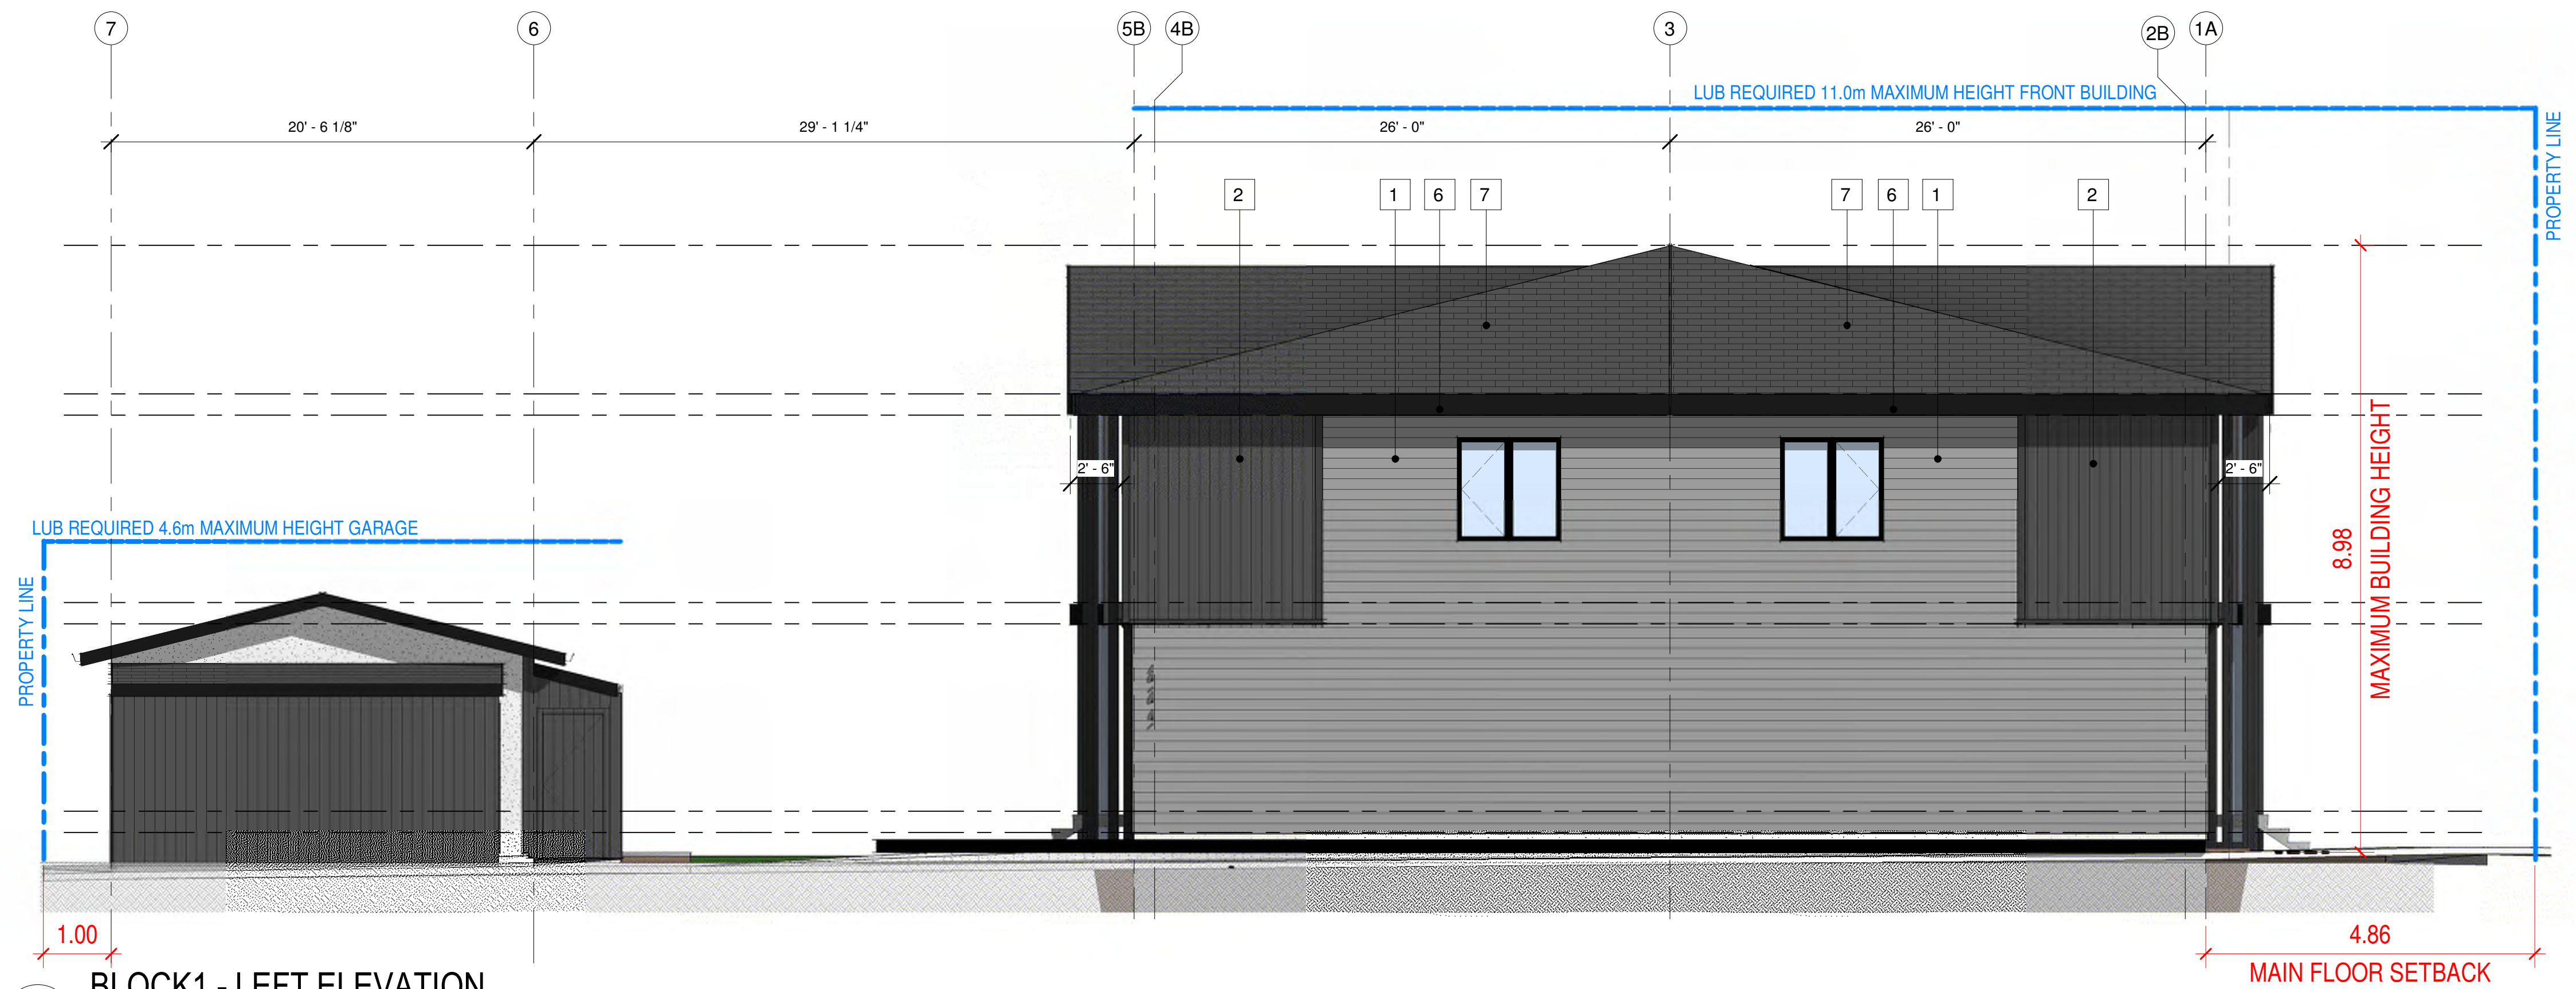 7
6
5B
4B
3
2B
1A
LUB REQUIRED 11.0m MAXIMUM HEIGHT FRONT BUILDING
20' - 6 1/8"
29' - 1 1/4"
26' - 0"
26' - 0"
PROPERTY LINE
2
1
6
7
7
6
1
2
2' - 6"
2' - 6"
8.98
MAXIMUM BUILDING HEIGHT
LUB REQUIRED 4.6m MAXIMUM HEIGHT GARAGE
PROPERTY LINE
1.00
4.86
MAIN FLOOR SETBACK
BLOCK1 - LEFT ELEVATION